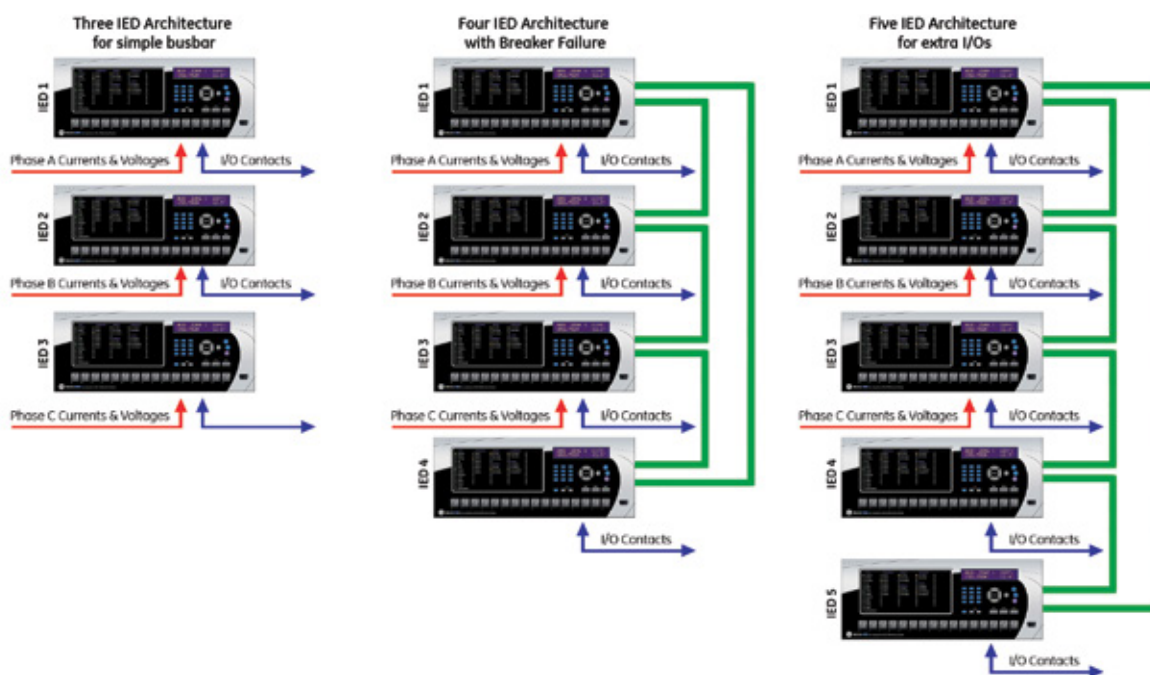 Three IED Architecture
for simple busbar
IED 1
Phase A Currents & Voltages
I/O Contacts
IED 2
Phase B Currents & Voltages
I/O Contacts
IED 3
Phase C Currents & Voltages
Four IED Architecture
with Breaker Failure
IED 1
Phase A Currents & Voltages
I/O Contacts
IED 2
Phase B Currents & Voltages
I/O Contacts
IED 3
Phase C Currents & Voltages
I/O Contacts
IED 4
I/O Contacts
Five IED Architecture
for extra I/Os
IED 1
Phase A Currents & Voltages
I/O Contacts
IED 2
Phase B Currents & Voltages
I/O Contacts
IED 3
Phase C Currents & Voltages
I/O Contacts
IED 4
I/O Contacts
IED 5
I/O Contacts